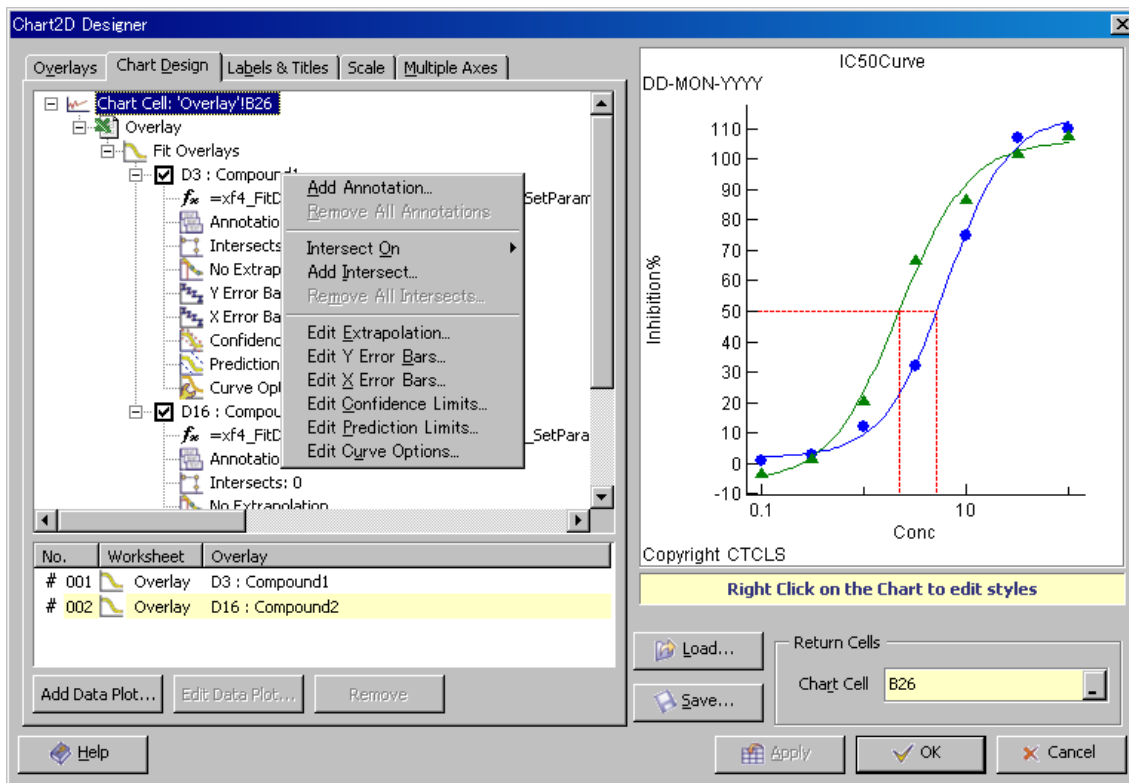 Chart2D Designer
Overlays Chart Design Labels & Titles Scale Multiple Axes
Chart Cell: 'Overlay'!B26
Overlay
Fit Overlays
D3 : Compound1
=xf4_FitD
SetParam
Annotatio
Intersects
No Extrap
Y Error Ba
X Error Ba
Confidenc
Prediction
Curve Opt
D16 : Compou
=xf4_FitD
_SetPara
Annotatio
Intersects: 0
No Extrapolation
Add Annotation...
Remove All Annotations
Intersect On
Add Intersect...
Remove All Intersects...
Edit Extrapolation...
Edit Y Error Bars...
Edit X Error Bars...
Edit Confidence Limits...
Edit Prediction Limits...
Edit Curve Options...
No. Worksheet Overlay
# 001 Overlay D3 : Compound1
# 002 Overlay D16 : Compound2
Add Data Plot... Edit Data Plot... Remove
IC50Curve
DD-MON-YYYY
110
100
90
80
70
60
50
40
30
20
10
0
-10
Inhibition%
0.1 10
Conc
Copyright CTCLS
Right Click on the Chart to edit styles
Load...
Save...
Return Cells
Chart Cell B26
Help Apply OK Cancel